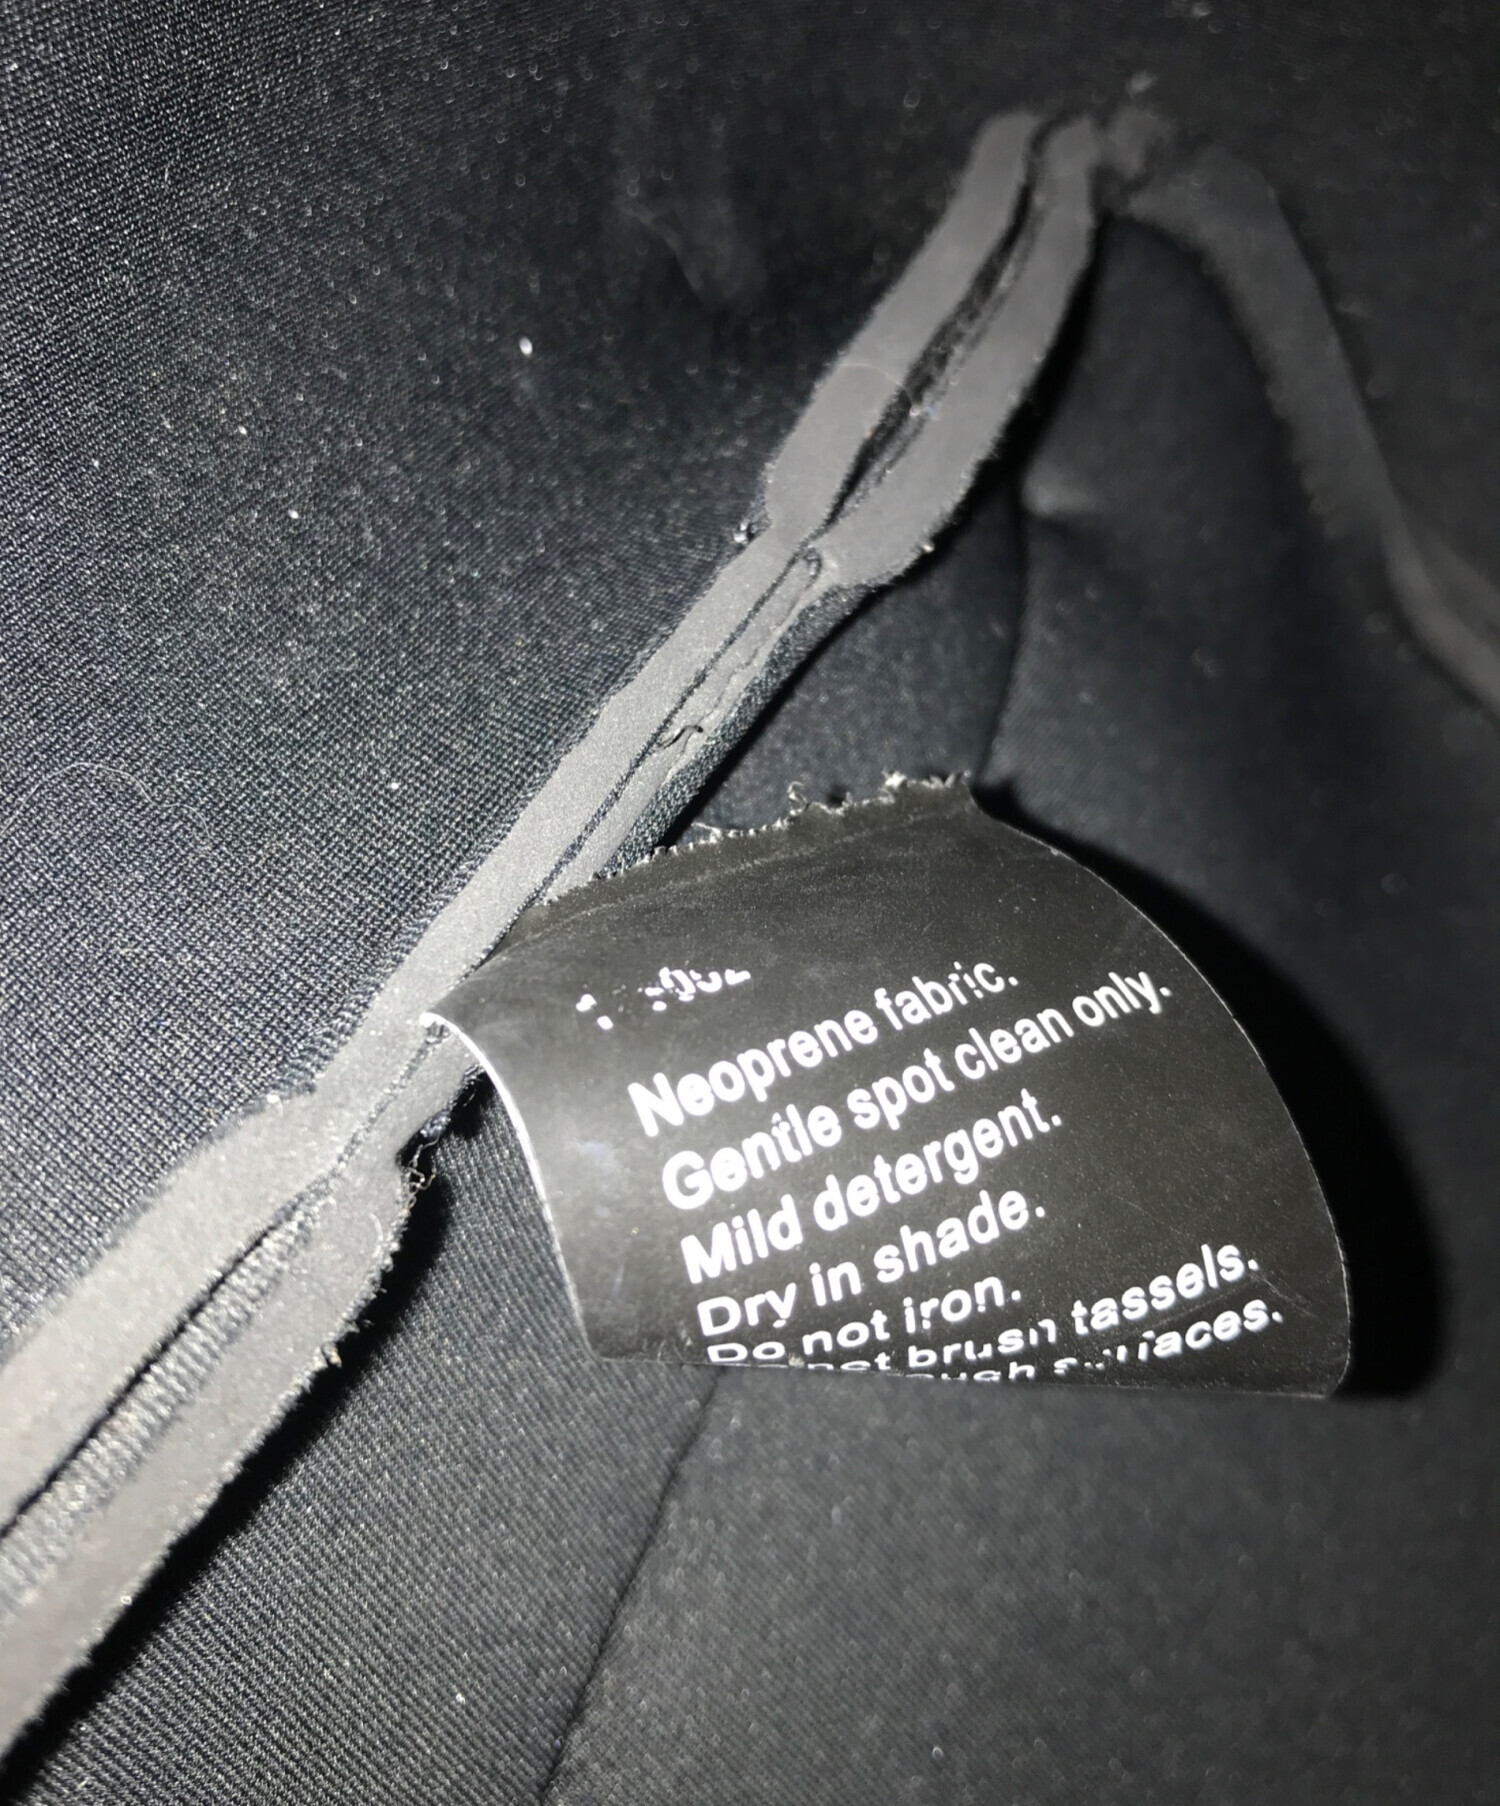 Neoprene fabric.
Gentle spot clean only.
Mild detergent.
Dry in shade.
Do not iron.
brush tassels.